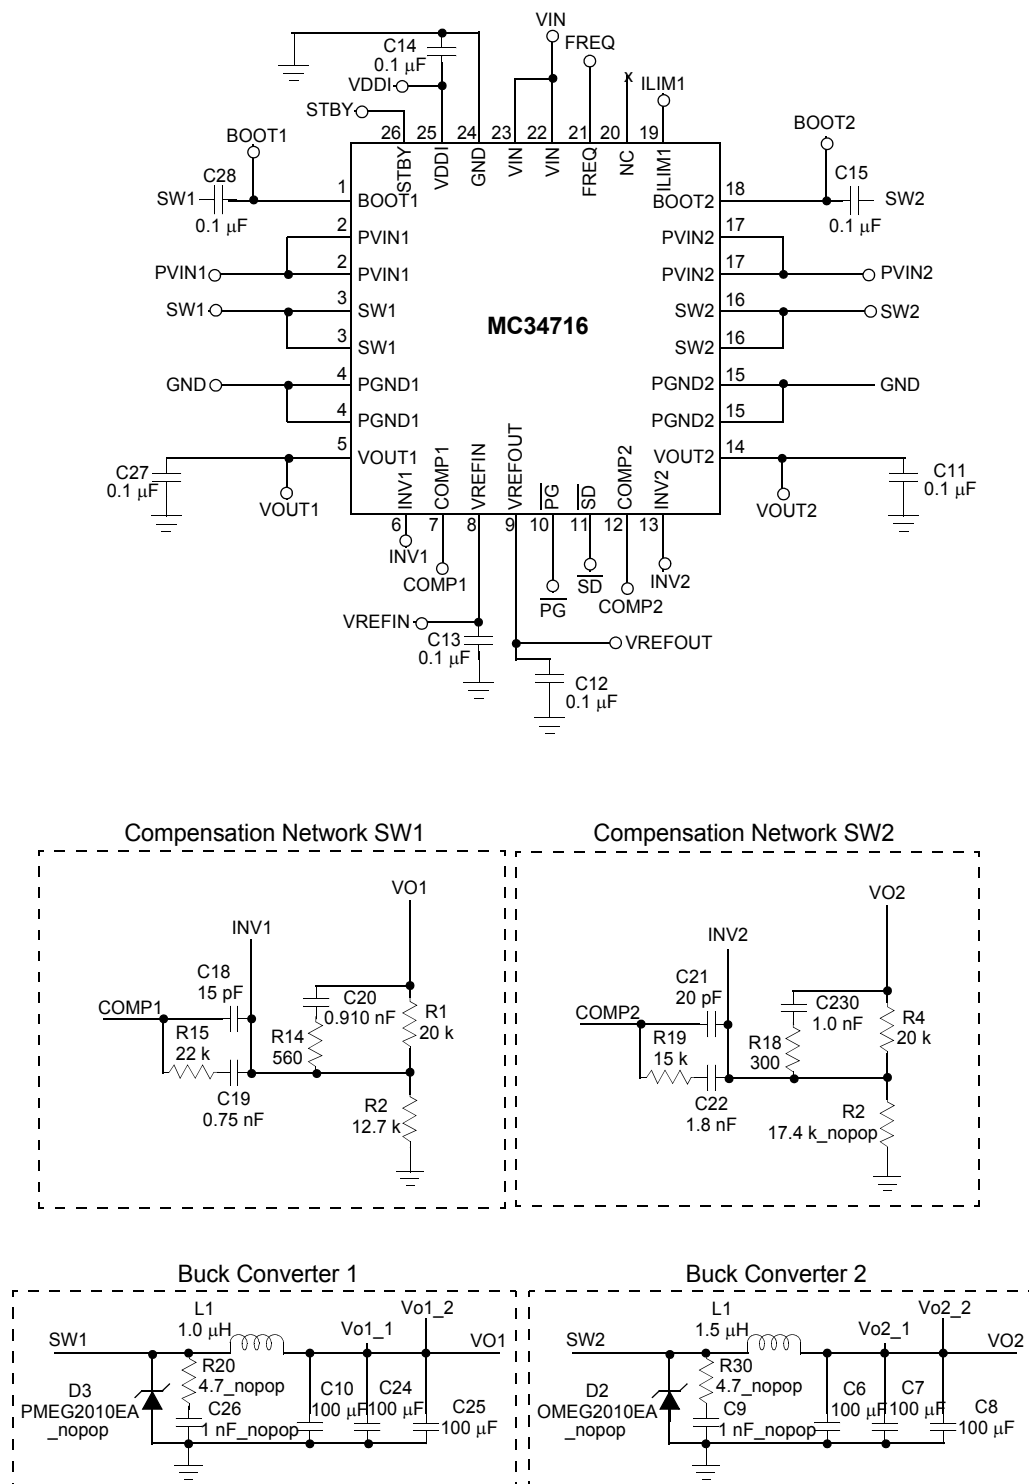 VIN
FREQ
ILIM1
C14
0.1 µF
VDDI
STBY
BOOT1
BOOT2
26 25 24 23 22 21 20 19
x
STBY VDDI GND VIN VIN FREQ NC ILIM1
SW1 C28 0.1 µF
1 BOOT1
BOOT2 18
C15 0.1 µF SW2
2 PVIN1
PVIN2 17
PVIN1 2 PVIN1
PVIN2 17 PVIN2
SW1 3 SW1
SW2 16 SW2
MC34716
3 SW1
SW2 16
GND 4 PGND1
PGND2 15 GND
4 PGND1
PGND2 15
5 VOUT1
VOUT2 14
C27
0.1 µF
VOUT1
C11
0.1 µF
VOUT2
INV1 COMP1 VREFIN VREFOUT PG SD COMP2 INV2
6 7 8 9 10 11 12 13
INV1
COMP1
PG
SD
COMP2
INV2
VREFIN
C13
0.1 µF
VREFOUT
C12
0.1 µF
Compensation Network SW1
VO1
INV1
C18
15 pF
COMP1
C20
0.910 nF
R1
20 k
R15
22 k
R14
560
C19
0.75 nF
R2
12.7 k
Compensation Network SW2
VO2
INV2
C21
20 pF
COMP2
C230
1.0 nF
R4
20 k
R19
15 k
R18
300
C22
1.8 nF
R2
17.4 k_nopop
Buck Converter 1
L1
1.0 µH
Vo1_2
SW1
Vo1_1
VO1
R20
4.7_nopop
D3
PMEG2010EA
_nopop
C26
1 nF_nopop
C10
100 µF
C24
100 µF
C25
100 µF
Buck Converter 2
L1
1.5 µH
Vo2_2
SW2
Vo2_1
VO2
R30
4.7_nopop
D2
OMEG2010EA
_nopop
C9
1 nF_nopop
C6
100 µF
C7
100 µF
C8
100 µF